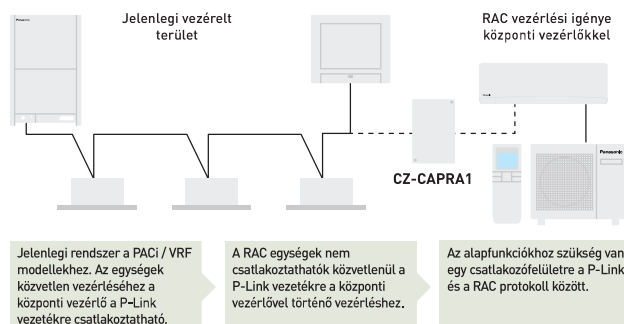 Jelenlegi vezérelt
terület
RAC vezérlési igénye
központi vezérlőkkel
Panasonic
CZ-CAPRA1
Jelenlegi rendszer a PACi / VRF
modellekhez. Az egységek
közvetlen vezérléséhez a
központi vezérlő a P-Link
vezetékre csatlakoztatható.
A RAC egységek nem
csatlakoztathatók közvetlenül a
P-Link vezetékre a központi
vezérlővel történő vezérléshez.
Az alapfunkciókhoz szükség van
egy csatlakozófelületre a P-Link
és a RAC protokoll között.